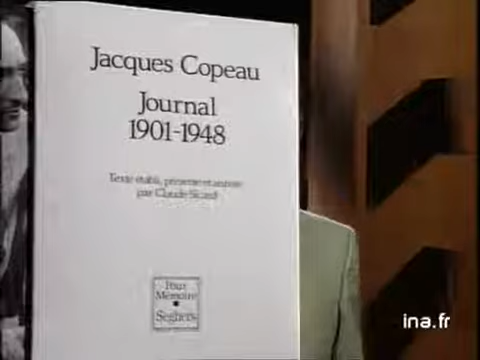 Jacques Copeau
Journal
1901-1948
Texte établi, présenté et annoté
par Claude Sicard
Pour
Mémoire
Seghers
ina.fr